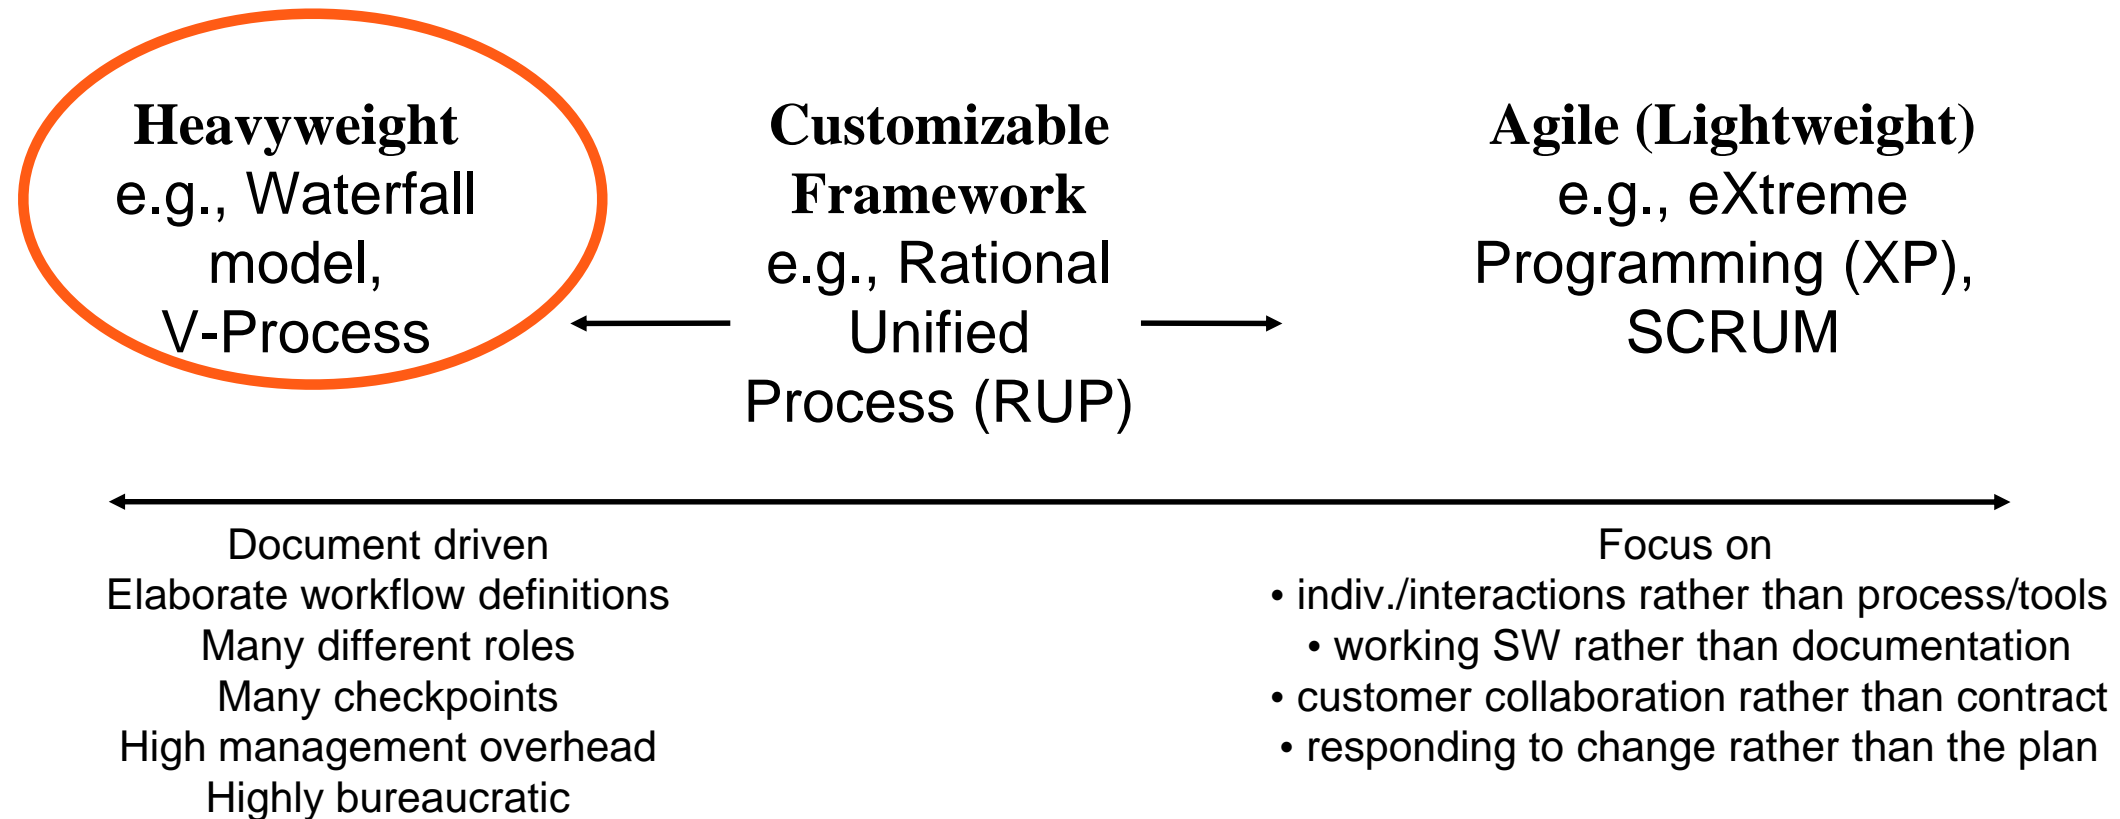 Heavyweight
e.g., Waterfall
model,
V-Process
Customizable
Framework
e.g., Rational
Unified
Process (RUP)
Agile (Lightweight)
e.g., eXtreme
Programming (XP),
SCRUM
Document driven
Elaborate workflow definitions
Many different roles
Many checkpoints
High management overhead
Highly bureaucratic
Focus on
• indiv./interactions rather than process/tools
• working SW rather than documentation
• customer collaboration rather than contract
• responding to change rather than the plan